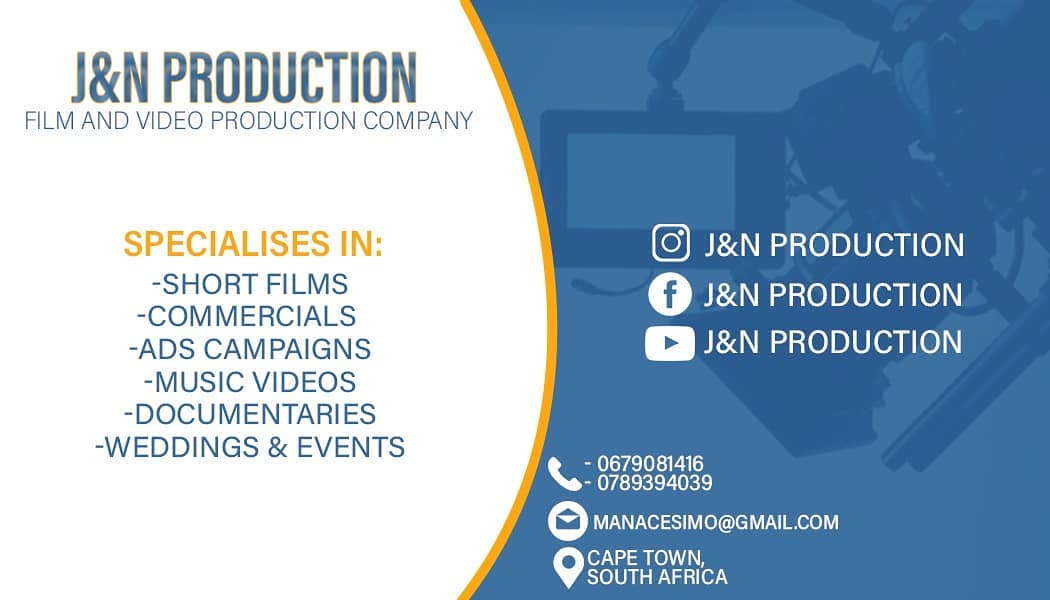 J&N PRODUCTION
FILM AND VIDEO PRODUCTION COMPANY
SPECIALISES IN:
-SHORT FILMS
-COMMERCIALS
-ADS CAMPAIGNS
-MUSIC VIDEOS
-DOCUMENTARIES
-WEDDINGS & EVENTS
J&N PRODUCTION
J&N PRODUCTION
J&N PRODUCTION
- 0679081416
- 0789394039
MANACESIMO@GMAIL.COM
CAPE TOWN,
SOUTH AFRICA